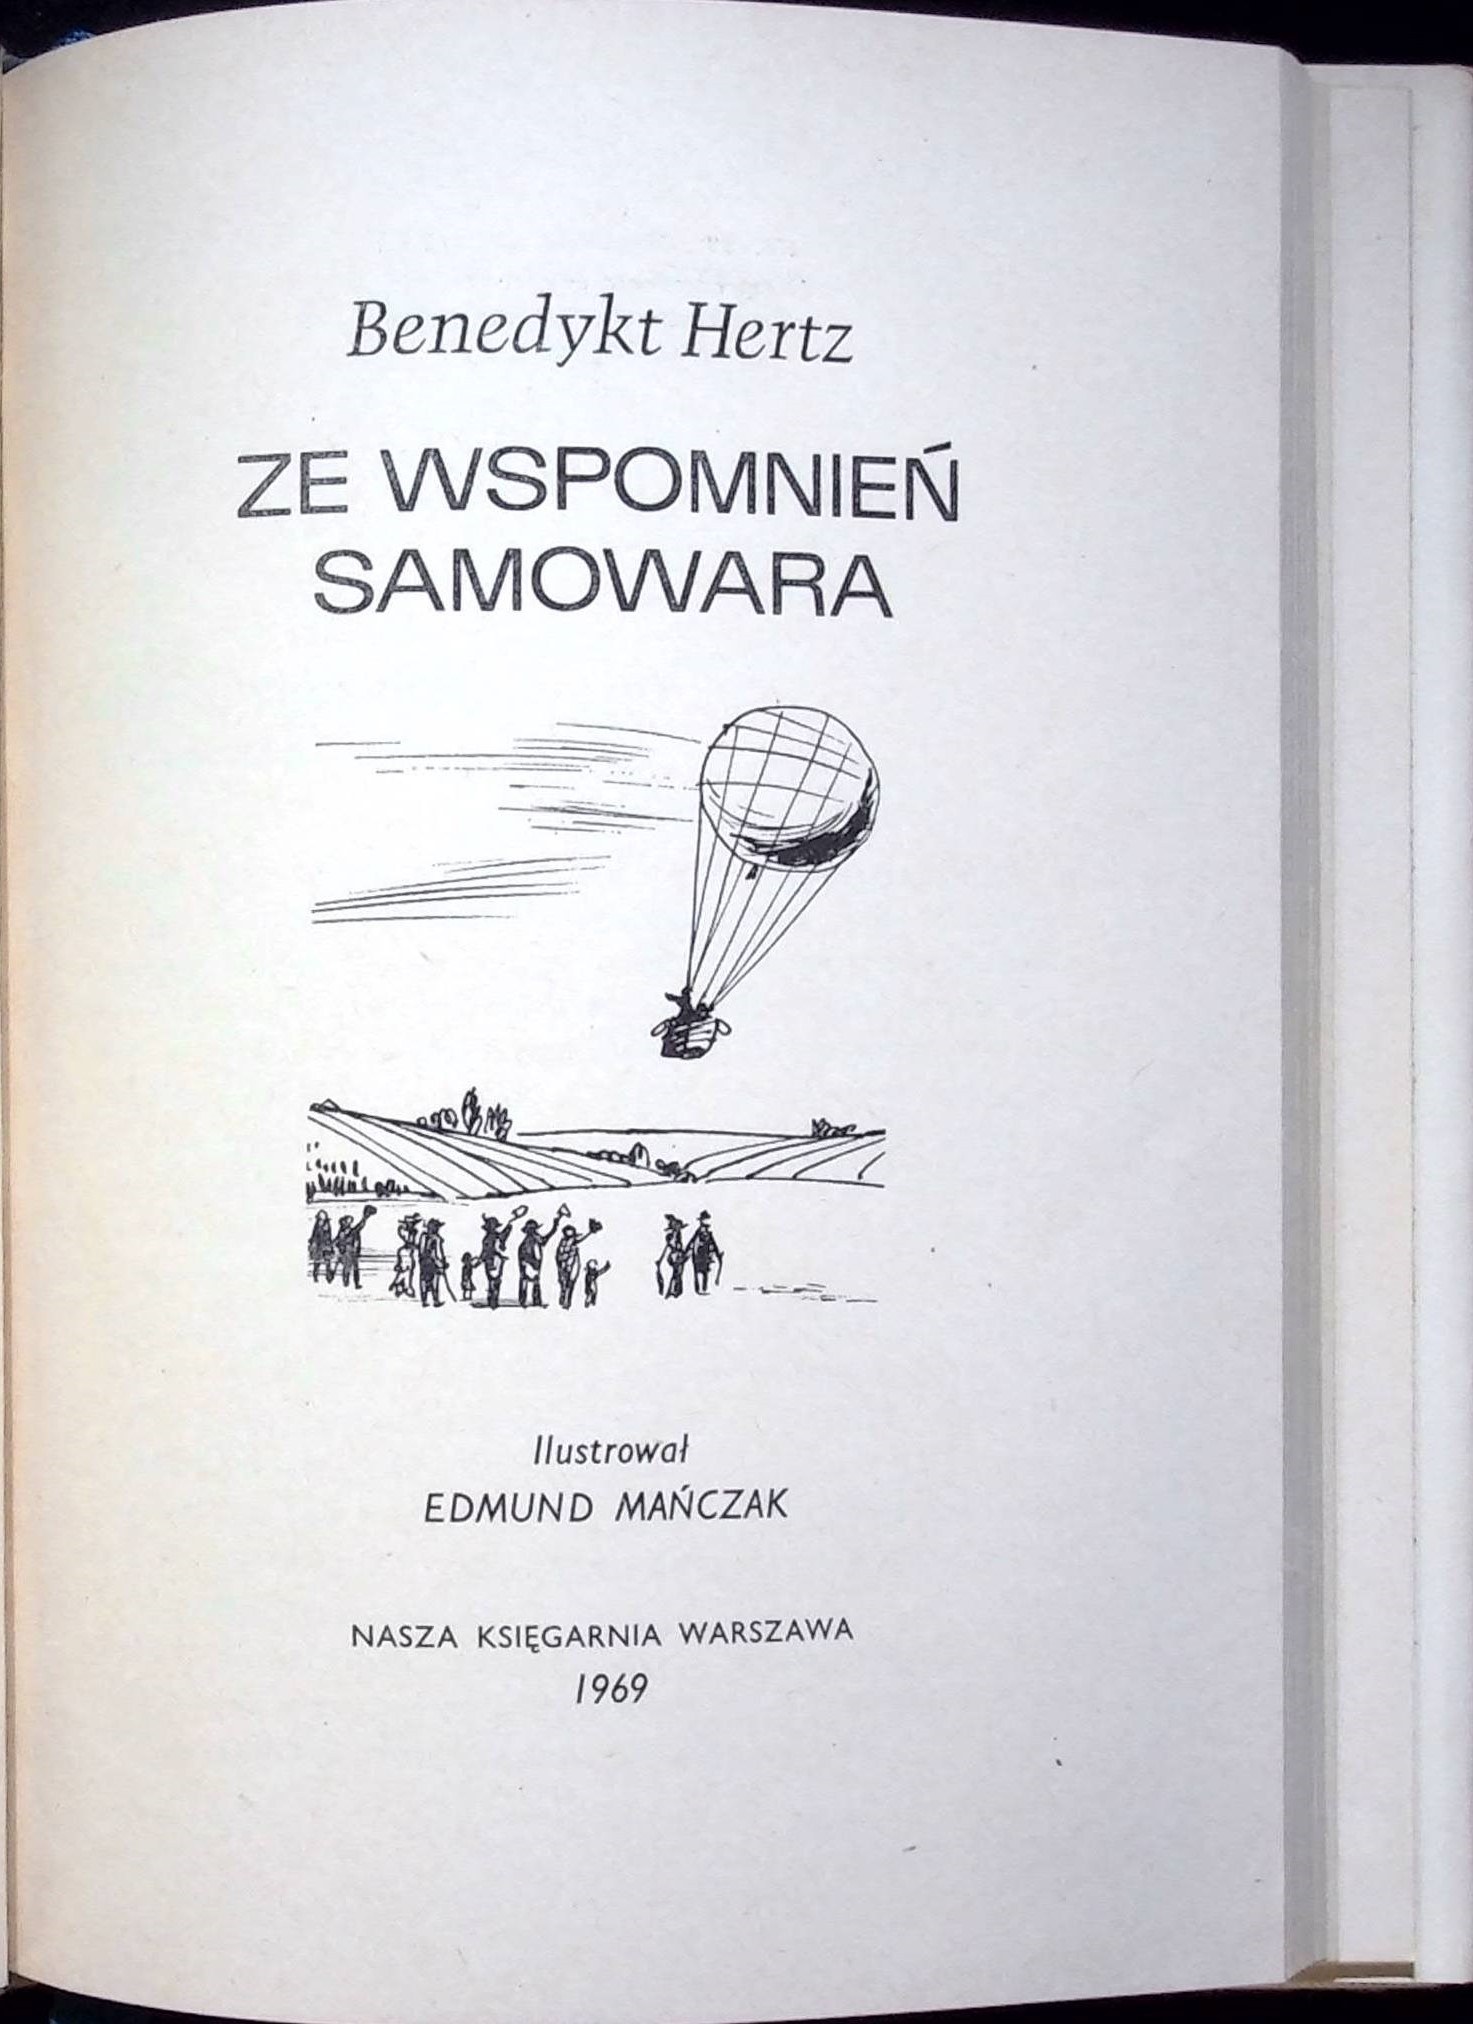 Benedykt Hertz
ZE WSPOMNIEŃ
SAMOWARA
Ilustrował
EDMUND MAŃCZAK
NASZA KSIĘGARNIA WARSZAWA
1969